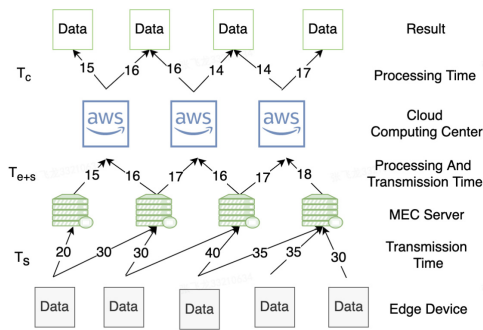 Data Data Data Data Result
15 16 16 14 14 17
Tc Processing Time
aws aws aws Cloud
Computing Center
Te+s 15 16 17 16 17 18 Processing And
Transmission Time
MEC Server
Ts 20 30 30 40 35 35 30 Transmission
Time
Data Data Data Data Data Edge Device